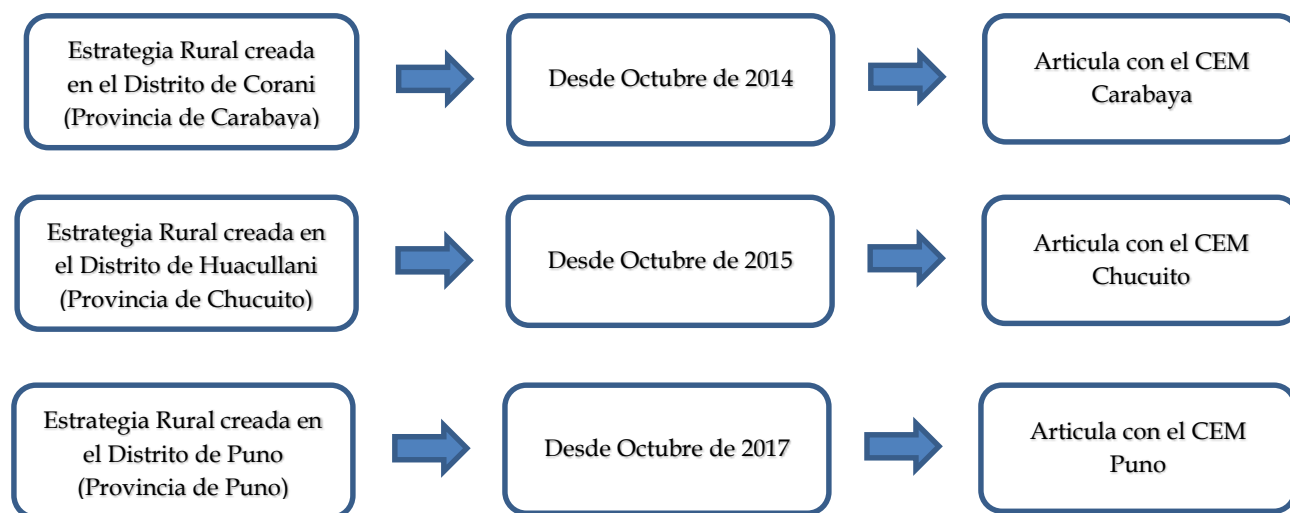 Estrategia Rural creada
en el Distrito de Corani
(Provincia de Carabaya)
Desde Octubre de 2014
Articula con el CEM
Carabaya
Estrategia Rural creada en
el Distrito de Huacullani
(Provincia de Chucuito)
Desde Octubre de 2015
Articula con el CEM
Chucuito
Estrategia Rural creada en
el Distrito de Puno
(Provincia de Puno)
Desde Octubre de 2017
Articula con el CEM
Puno